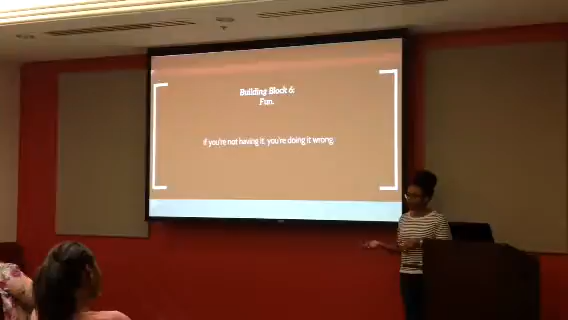 Building Block 6:
Fun.
if you're not having it, you're doing it wrong.